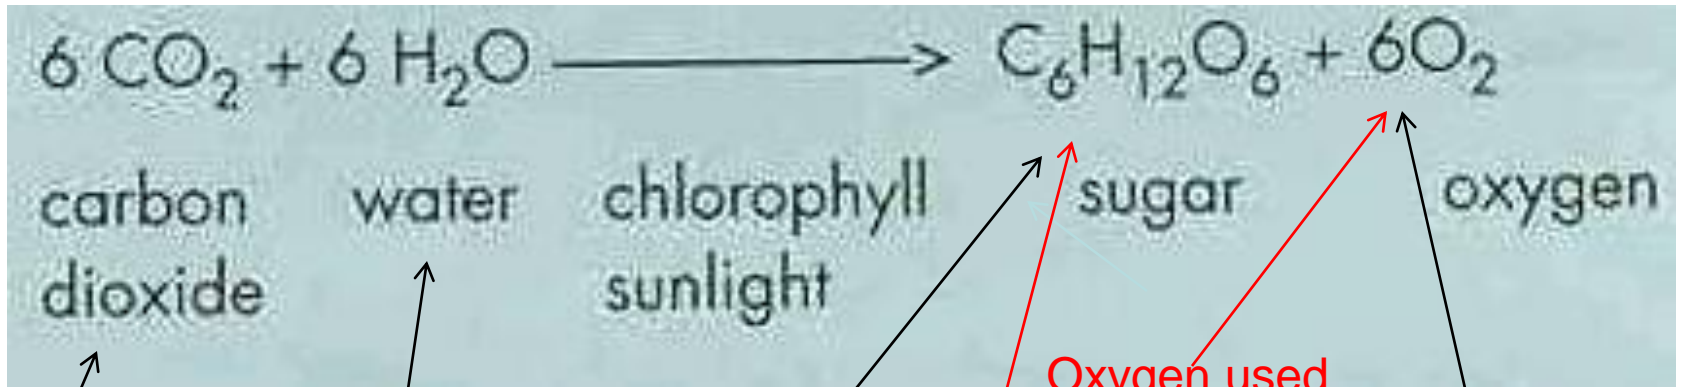 6 CO₂ + 6 H₂O ⟶ C₆H₁₂O₆ + 6O₂
carbon water chlorophyll sugar oxygen
dioxide sunlight
Oxygen used